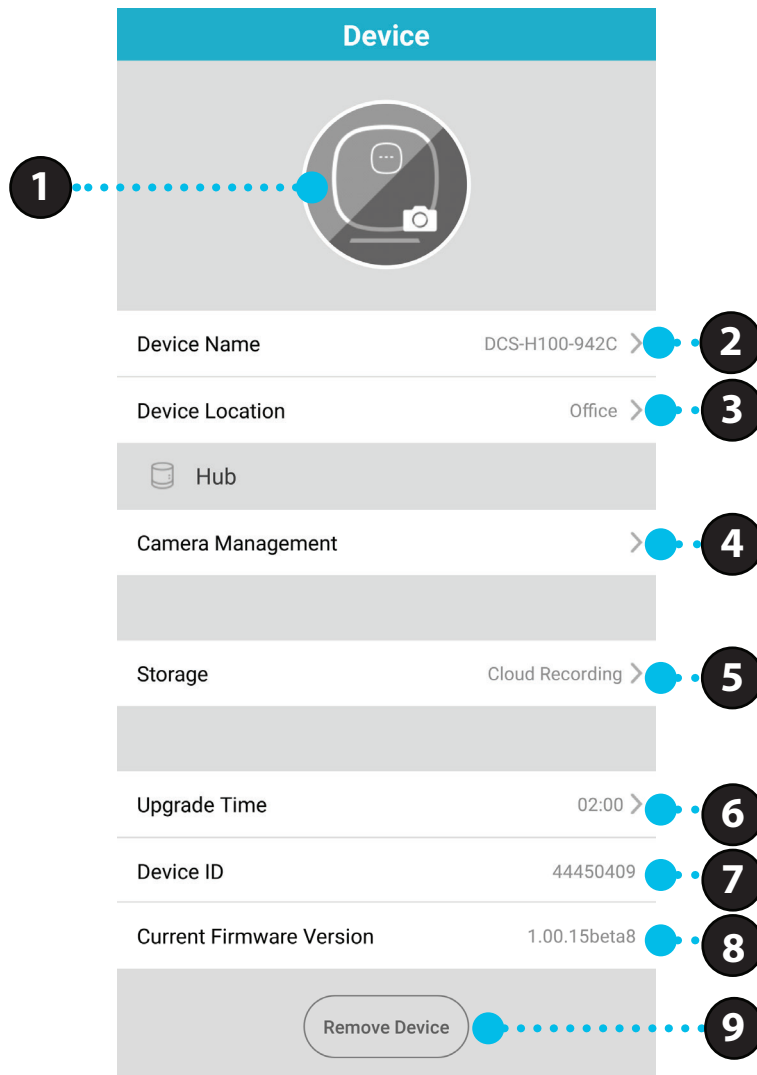 Device
1
Device Name DCS-H100-942C 2
Device Location Office 3
Hub
Camera Management 4
Storage Cloud Recording 5
Upgrade Time 02:00 6
Device ID 44450409 7
Current Firmware Version 1.00.15beta8 8
Remove Device 9